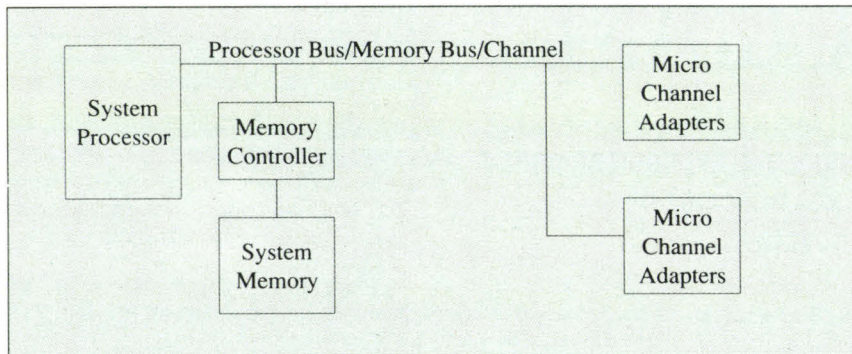 Processor Bus/Memory Bus/Channel
System
Processor
Memory
Controller
System
Memory
Micro
Channel
Adapters
Micro
Channel
Adapters